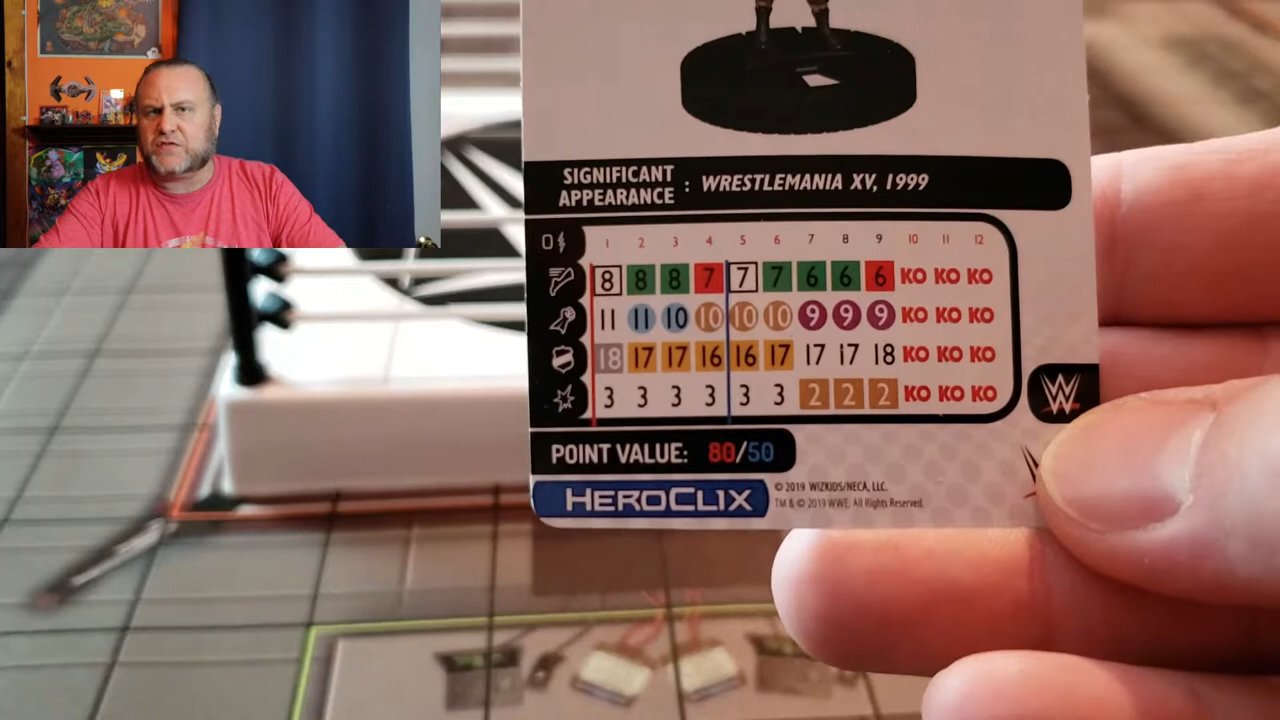 SIGNIFICANT
APPEARANCE : WRESTLEMANIA XV, 1999
0 1 2 3 4 5 6 7 8 9 10 11 12
8 8 8 7 7 7 6 6 6 KO KO KO
11 11 10 10 10 10 9 9 9 KO KO KO
18 17 17 16 16 17 17 17 18 KO KO KO
3 3 3 3 3 3 2 2 2 KO KO KO
W
POINT VALUE: 80/50
HEROCLIX
© 2019 WIZKIDS/NECA, LLC.
TM & © 2019 WWE. All Rights Reserved.